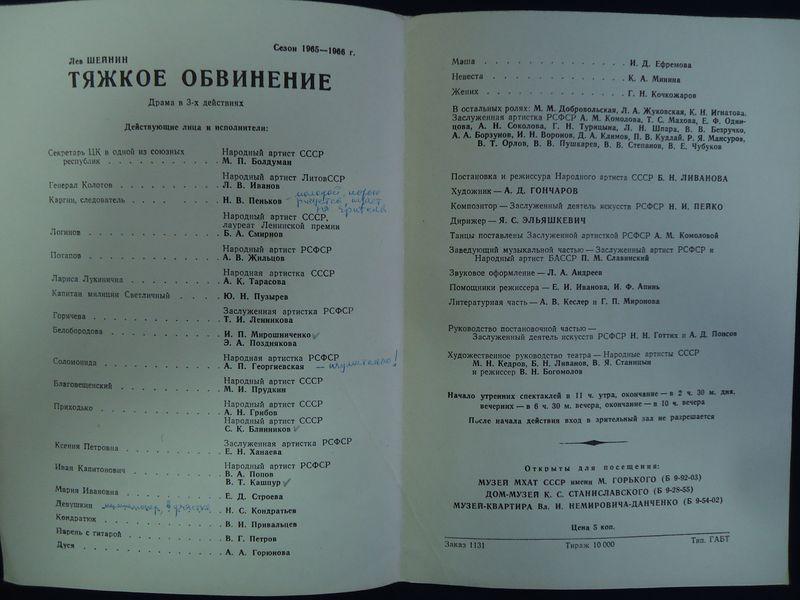 Сезон 1965—1966 г.
Лев ШЕЙНИН
ТЯЖКОЕ ОБВИНЕНИЕ
Драма в 3-х действиях
Действующие лица и исполнители:
Секретарь ЦК в одной из союзных республик . . . Народный артист СССР
М. П. Болдуман
Народный артист ЛитовССР
Генерал Колотов . . . Л. В. Иванов
Каргин, следователь . . . Н. В. Пеньков
Народный артист СССР,
лауреат Ленинской премии
Логинов . . . Б. А. Смирнов
Народный артист РСФСР
Потапов . . . А. В. Жильцов
Народная артистка СССР
Лариса Лукинична . . . А. К. Тарасова
Капитан милиции Светличный . . . Ю. Н. Пузырев
Заслуженная артистка РСФСР
Горячева . . . Т. И. Ленникова
Белобородова . . . И. П. Мирошниченко
Э. А. Позднякова
Народная артистка РСФСР
Соломонида . . . А. П. Георгиевская
Народный артист СССР
Благовещенский . . . М. И. Прудкин
Народный артист СССР
Приходько . . . А. Н. Грибов
Народный артист СССР
С. К. Блинников
Заслуженная артистка РСФСР
Ксения Петровна . . . Е. Н. Ханаева
Народный артист РСФСР
Иван Капитонович . . . В. А. Попов
В. Т. Кашпур
Мария Ивановна . . . Е. Д. Строева
Девушкин . . . Н. С. Кондратьев
Кондратюк . . . В. И. Привальцев
Парень с гитарой . . . В. Г. Петров
Дуся . . . А. А. Горюнова
Маша . . . И. Д. Ефремова
Невеста . . . К. А. Минина
Жених . . . Г. Н. Кочкожаров
В остальных ролях: М. М. Добровольская, Л. А. Жуковская, К. Н. Игнатова,
Заслуженная артистка РСФСР А. М. Комолова, Т. С. Махова, Е. Ф. Один-
цова, А. Н. Соколова, Г. Н. Турицына, Л. Н. Шпара, В. В. Безручко,
А. А. Борзунов, И. Н. Воронов, Д. А. Климов, П. В. Кудлай, Р. Я. Мансуров,
В. Т. Орлов, В. В. Пушкарев, В. В. Степанов, В. Е. Чубуков
Постановка и режиссура Народного артиста СССР Б. Н. ЛИВАНОВА
Художник — А. Д. ГОНЧАРОВ
Композитор — Заслуженный деятель искусств РСФСР Н. И. ПЕЙКО
Дирижер — Я. С. ЭЛЬЯШКЕВИЧ
Танцы поставлены Заслуженной артисткой РСФСР А. М. Комоловой
Заведующий музыкальной частью — Заслуженный артист РСФСР и
Народный артист БАССР П. М. Славинский
Звуковое оформление — Л. А. Андреев
Помощники режиссера — Е. И. Иванова, И. Ф. Апинь
Литературная часть — А. В. Кеслер и Г. П. Миронова
Руководство постановочной частью —
Заслуженный деятель искусств РСФСР Н. Н. Готтих и А. Д. Понсов
Художественное руководство театра — Народные артисты СССР
М. Н. Кедров, Б. Н. Ливанов, В. Я. Станицын
и режиссер В. Н. Богомолов
Начало утренних спектаклей в 11 ч. утра, окончание — в 2 ч. 30 м. дня,
вечерних — в 6 ч. 30 м. вечера, окончание — в 10 ч. вечера
После начала действия вход в зрительный зал не разрешается
Открыты для посещения:
МУЗЕЙ МХАТ СССР имени М. ГОРЬКОГО (Б 9-92-03)
ДОМ-МУЗЕЙ К. С. СТАНИСЛАВСКОГО (Б 9-28-55)
МУЗЕЙ-КВАРТИРА Вл. И. НЕМИРОВИЧА-ДАНЧЕНКО (Б 9-54-02)
Цена 5 коп.
Заказ 1131 Тираж 10 000 Тип. ГАБТ